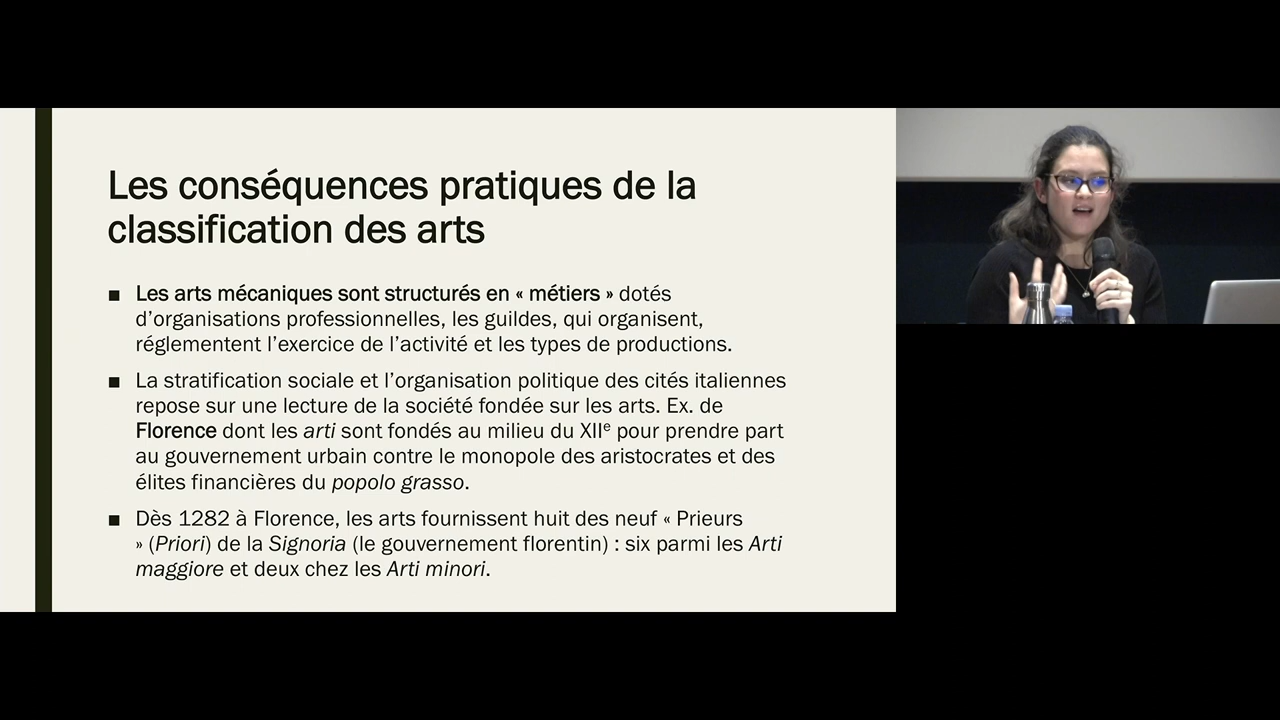 Les conséquences pratiques de la
classification des arts
■ Les arts mécaniques sont structurés en « métiers » dotés
d’organisations professionnelles, les guildes, qui organisent,
réglementent l’exercice de l’activité et les types de productions.
■ La stratification sociale et l’organisation politique des cités italiennes
repose sur une lecture de la société fondée sur les arts. Ex. de
Florence dont les arti sont fondés au milieu du XIIe pour prendre part
au gouvernement urbain contre le monopole des aristocrates et des
élites financières du popolo grasso.
■ Dès 1282 à Florence, les arts fournissent huit des neuf « Prieurs
» (Priori) de la Signoria (le gouvernement florentin) : six parmi les Arti
maggiore et deux chez les Arti minori.